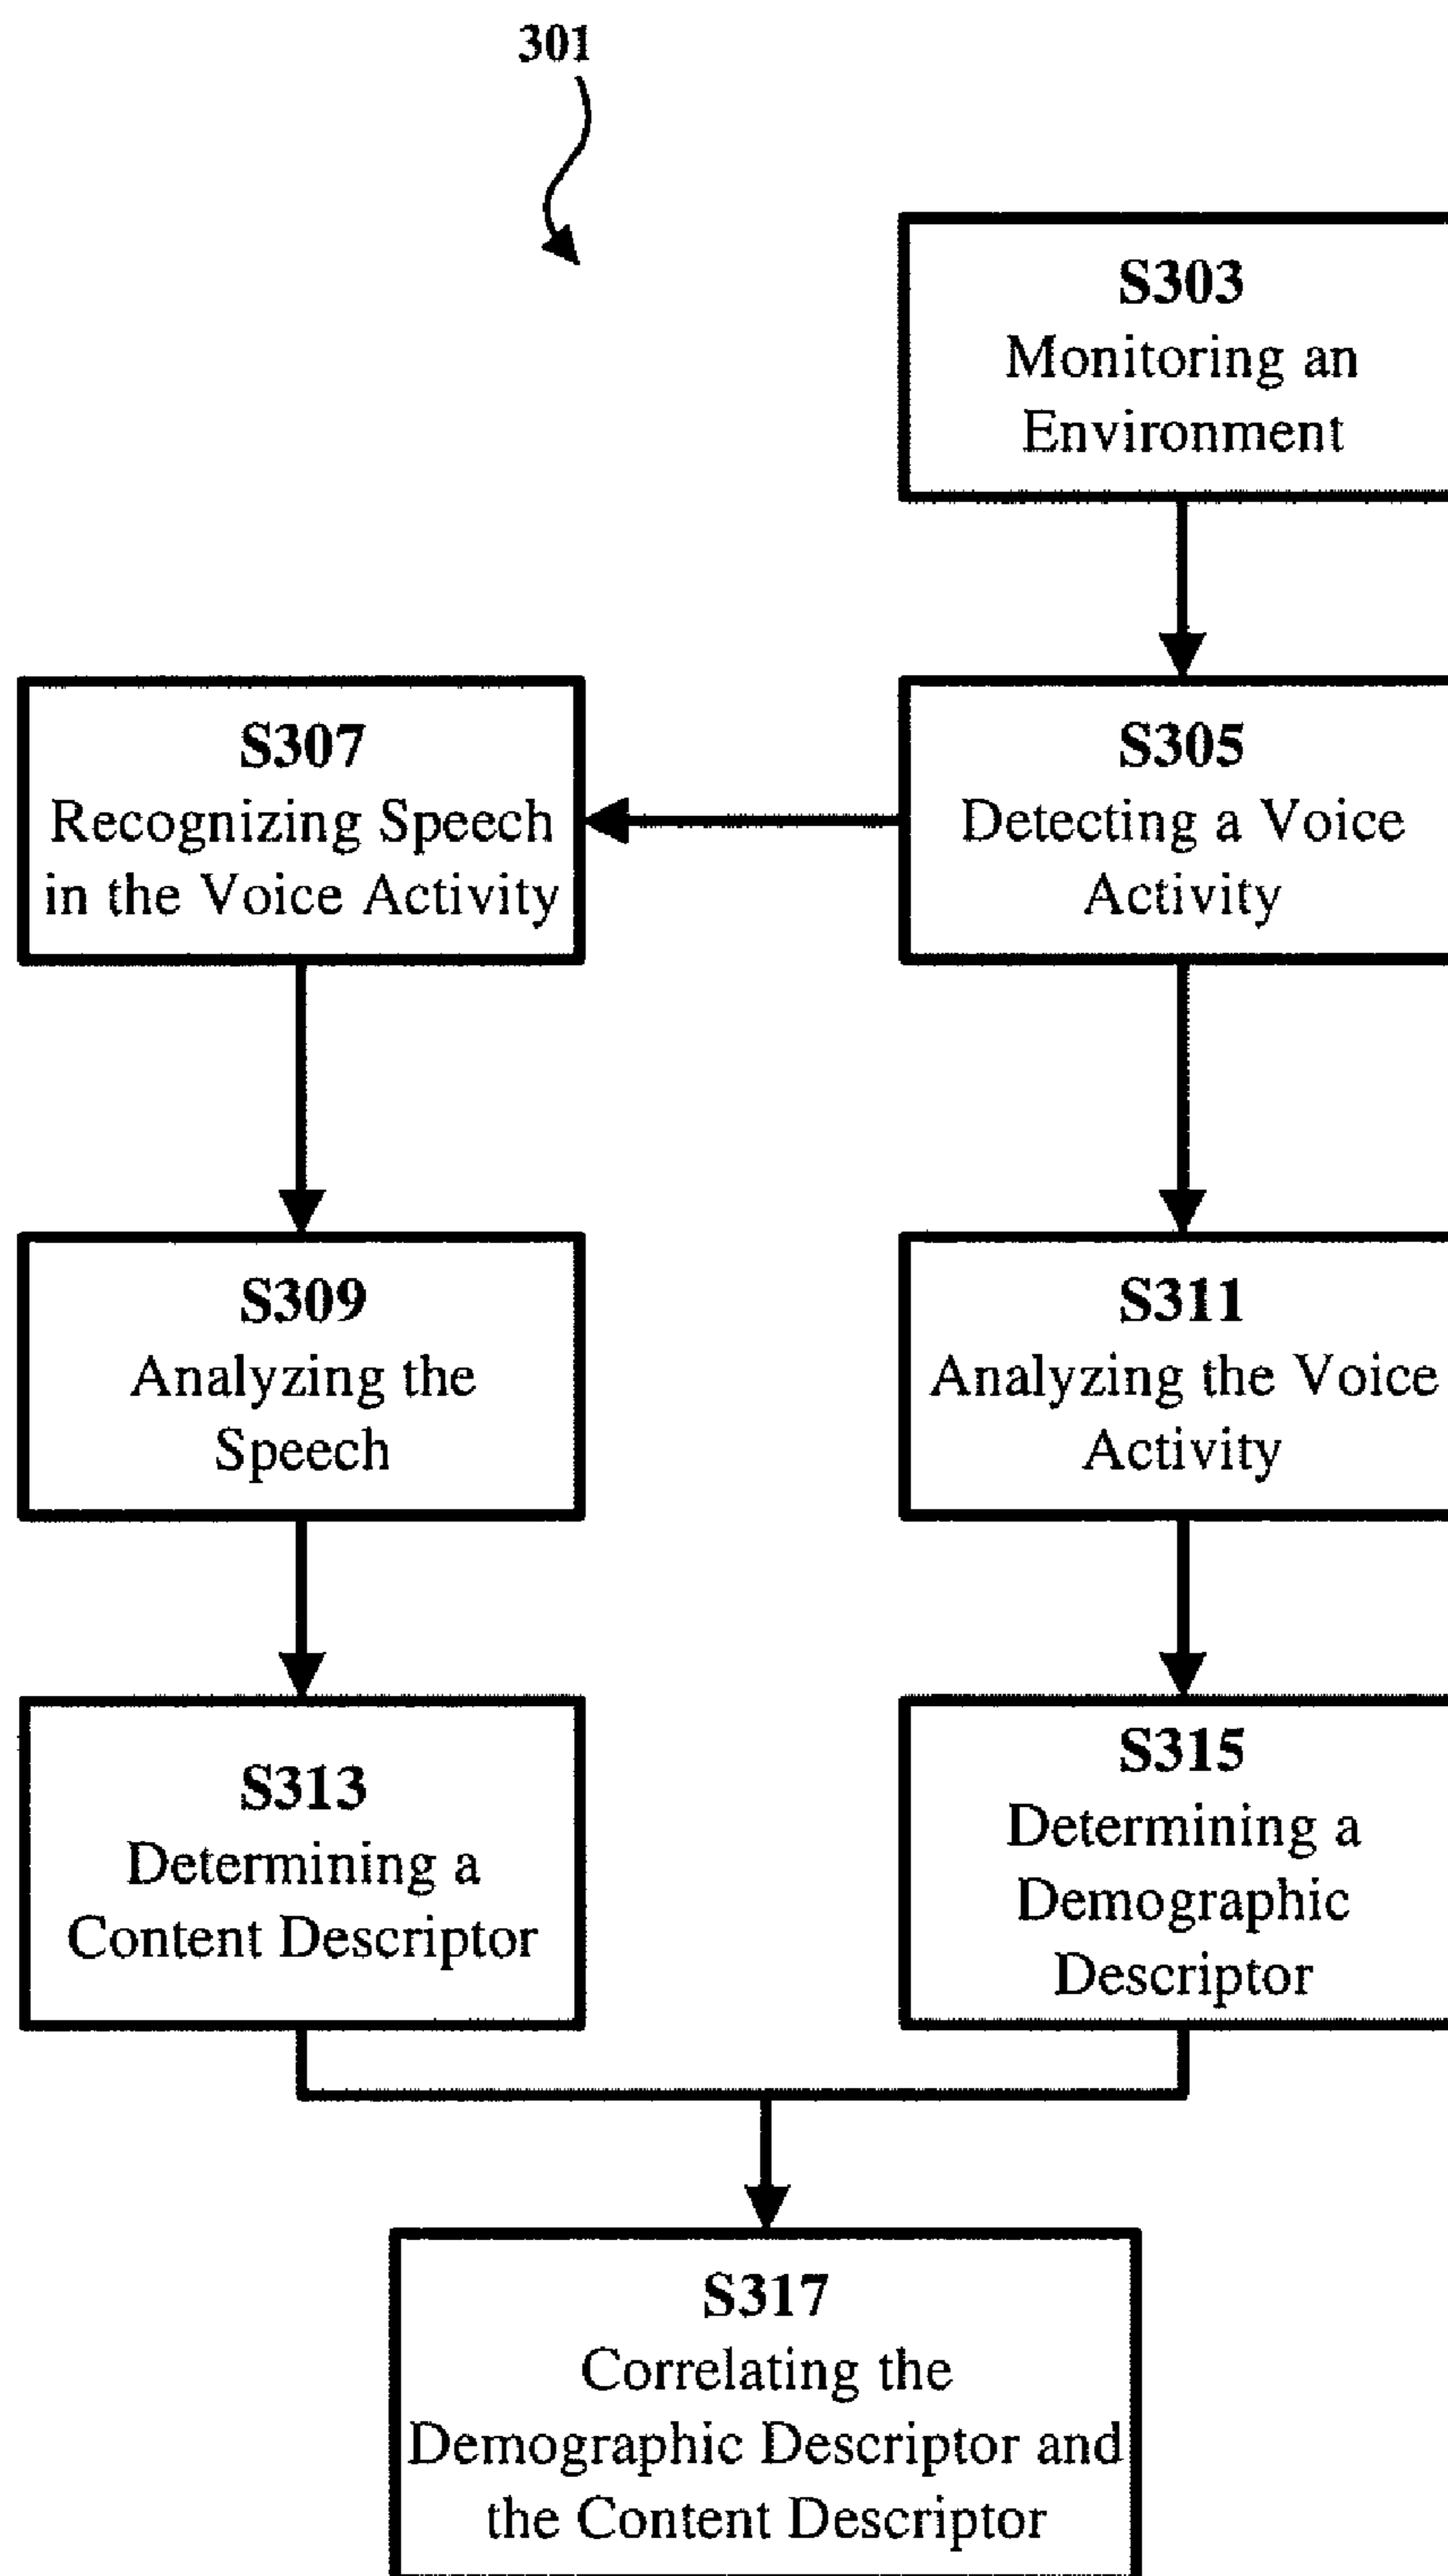 301
S303
Monitoring an
Environment
S307
Recognizing Speech
in the Voice Activity
S305
Detecting a Voice
Activity
S309
Analyzing the
Speech
S311
Analyzing the Voice
Activity
S313
Determining a
Content Descriptor
S315
Determining a
Demographic
Descriptor
S317
Correlating the
Demographic Descriptor and
the Content Descriptor